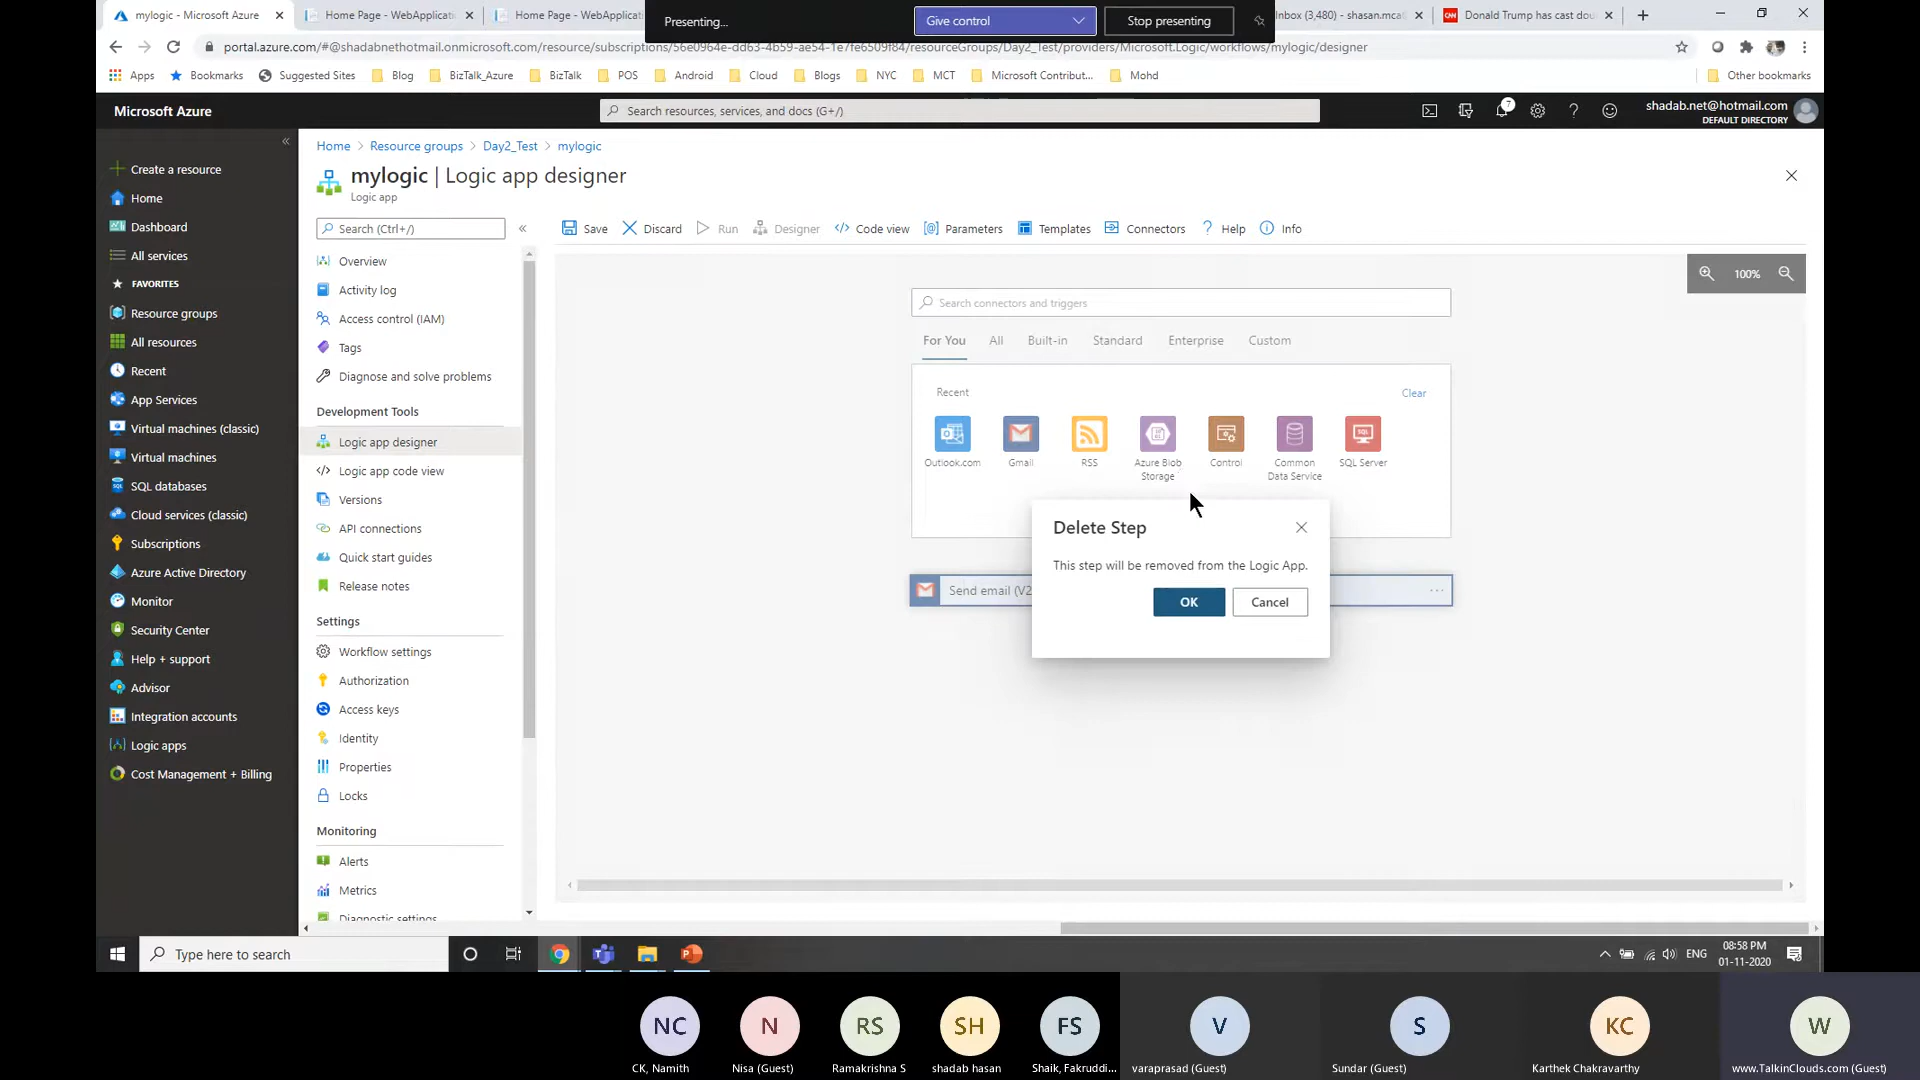 mylogic - Microsoft Azure
Home Page - WebApplicati
Home Page - WebApplicati
Presenting...
Give control
Stop presenting
Inbox (3,480) - shasan.mca
Donald Trump has cast dou
portal.azure.com/#@shadabnethotmail.onmicrosoft.com/resource/subscriptions/56e0964e-dd63-4b59-ae54-1e7fe6509f84/resourceGroups/Day2_Test/providers/Microsoft.Logic/workflows/mylogic/designer
Apps
Bookmarks
Suggested Sites
Blog
BizTalk_Azure
BizTalk
POS
Android
Cloud
Blogs
NYC
MCT
Microsoft Contribut...
Mohd
Other bookmarks
Microsoft Azure
Search resources, services, and docs (G+/)
7
shadab.net@hotmail.com
DEFAULT DIRECTORY
Create a resource
Home
Dashboard
All services
FAVORITES
Resource groups
All resources
Recent
App Services
Virtual machines (classic)
Virtual machines
SQL databases
Cloud services (classic)
Subscriptions
Azure Active Directory
Monitor
Security Center
Help + support
Advisor
Integration accounts
Logic apps
Cost Management + Billing
Home > Resource groups > Day2_Test > mylogic
mylogic | Logic app designer
Logic app
Search (Ctrl+/)
Overview
Activity log
Access control (IAM)
Tags
Diagnose and solve problems
Development Tools
Logic app designer
Logic app code view
Versions
API connections
Quick start guides
Release notes
Settings
Workflow settings
Authorization
Access keys
Identity
Properties
Locks
Monitoring
Alerts
Metrics
Diagnostic settings
Save
Discard
Run
Designer
Code view
Parameters
Templates
Connectors
Help
Info
100%
Search connectors and triggers
For You
All
Built-in
Standard
Enterprise
Custom
Recent
Clear
Outlook.com
Gmail
RSS
Azure Blob
Storage
Control
Common
Data Service
SQL Server
Delete Step
This step will be removed from the Logic App.
OK
Cancel
Send email (V2
Type here to search
ENG
08:58 PM
01-11-2020
NC
CK, Namith
N
Nisa (Guest)
RS
Ramakrishna S
SH
shadab hasan
FS
Shaik, Fakruddi...
V
varaprasad (Guest)
S
Sundar (Guest)
KC
Karthek Chakravarthy
W
www.TalkinClouds.com (Guest)